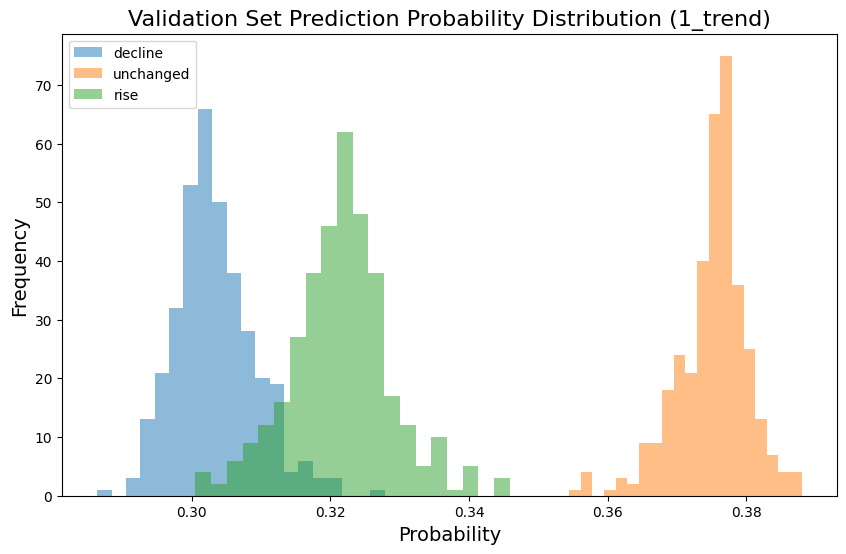 Validation Set Prediction Probability Distribution (1_trend)
decline
unchanged
rise
Frequency
70
60
50
40
30
20
10
0
0.30 0.32 0.34 0.36 0.38
Probability